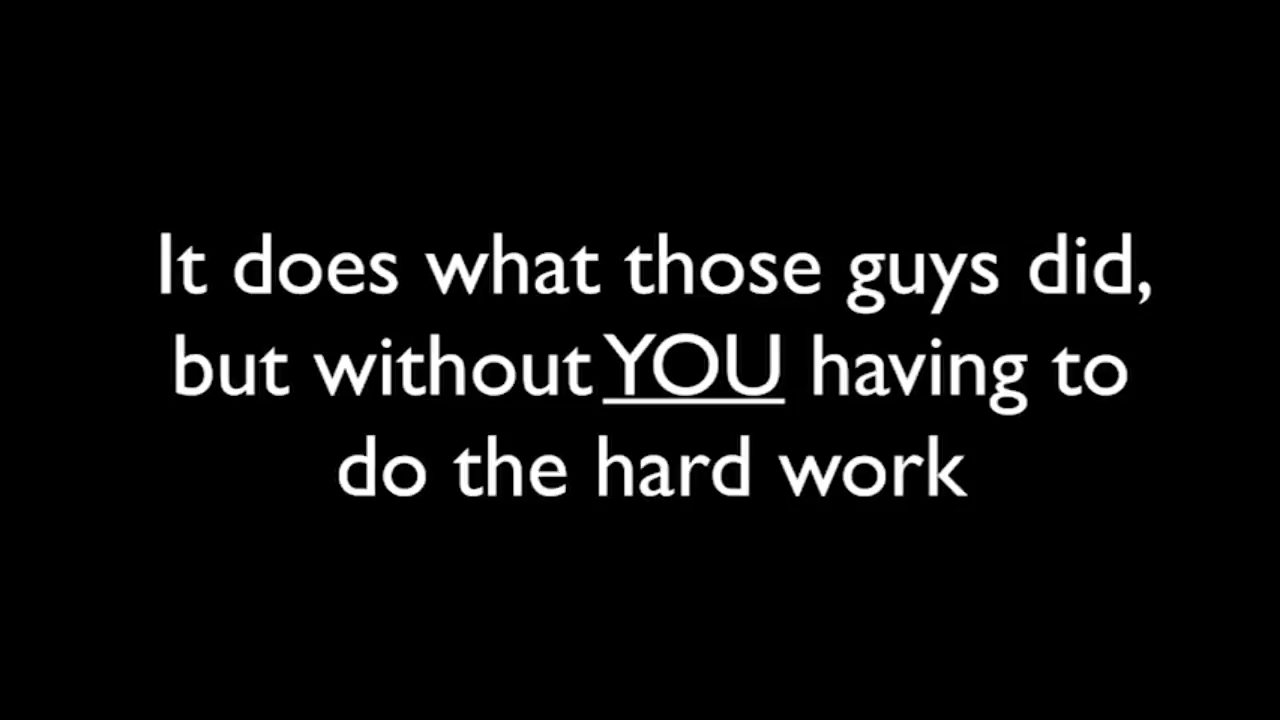 It does what those guys did,
but without YOU having to
do the hard work